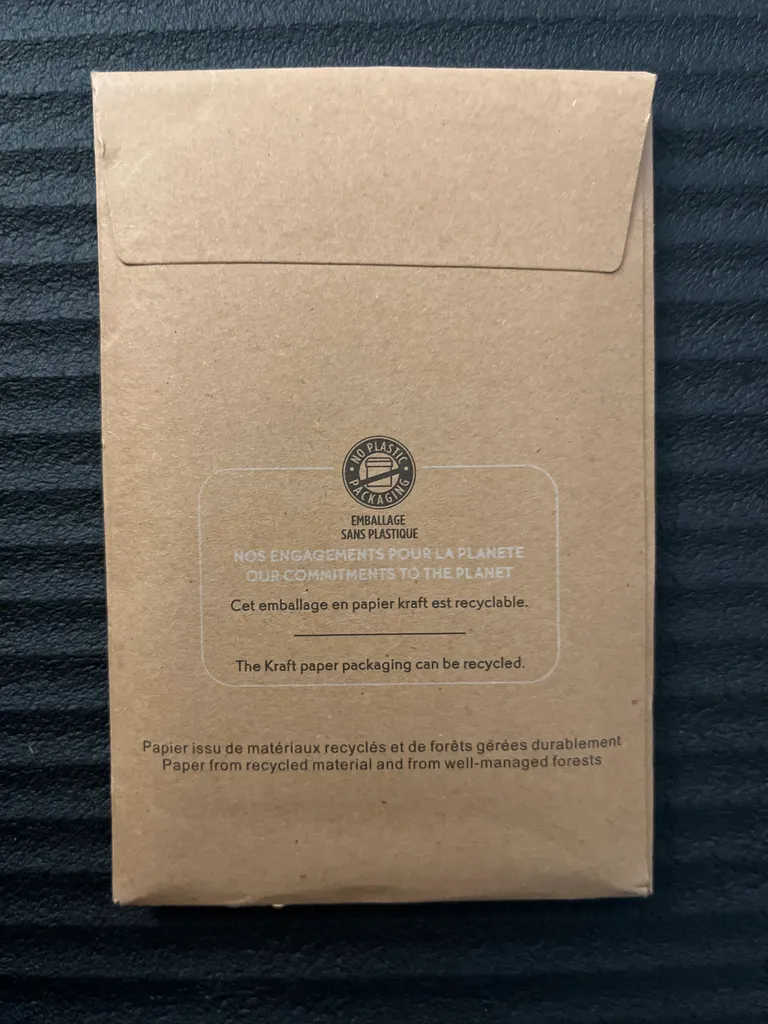 NO PLASTIC
PACKAGING
EMBALLAGE
SANS PLASTIQUE
NOS ENGAGEMENTS POUR LA PLANETE
OUR COMMITMENTS TO THE PLANET
Cet emballage en papier kraft est recyclable.
The Kraft paper packaging can be recycled.
Papier issu de matériaux recyclés et de forêts gérées durablement
Paper from recycled material and from well-managed forests